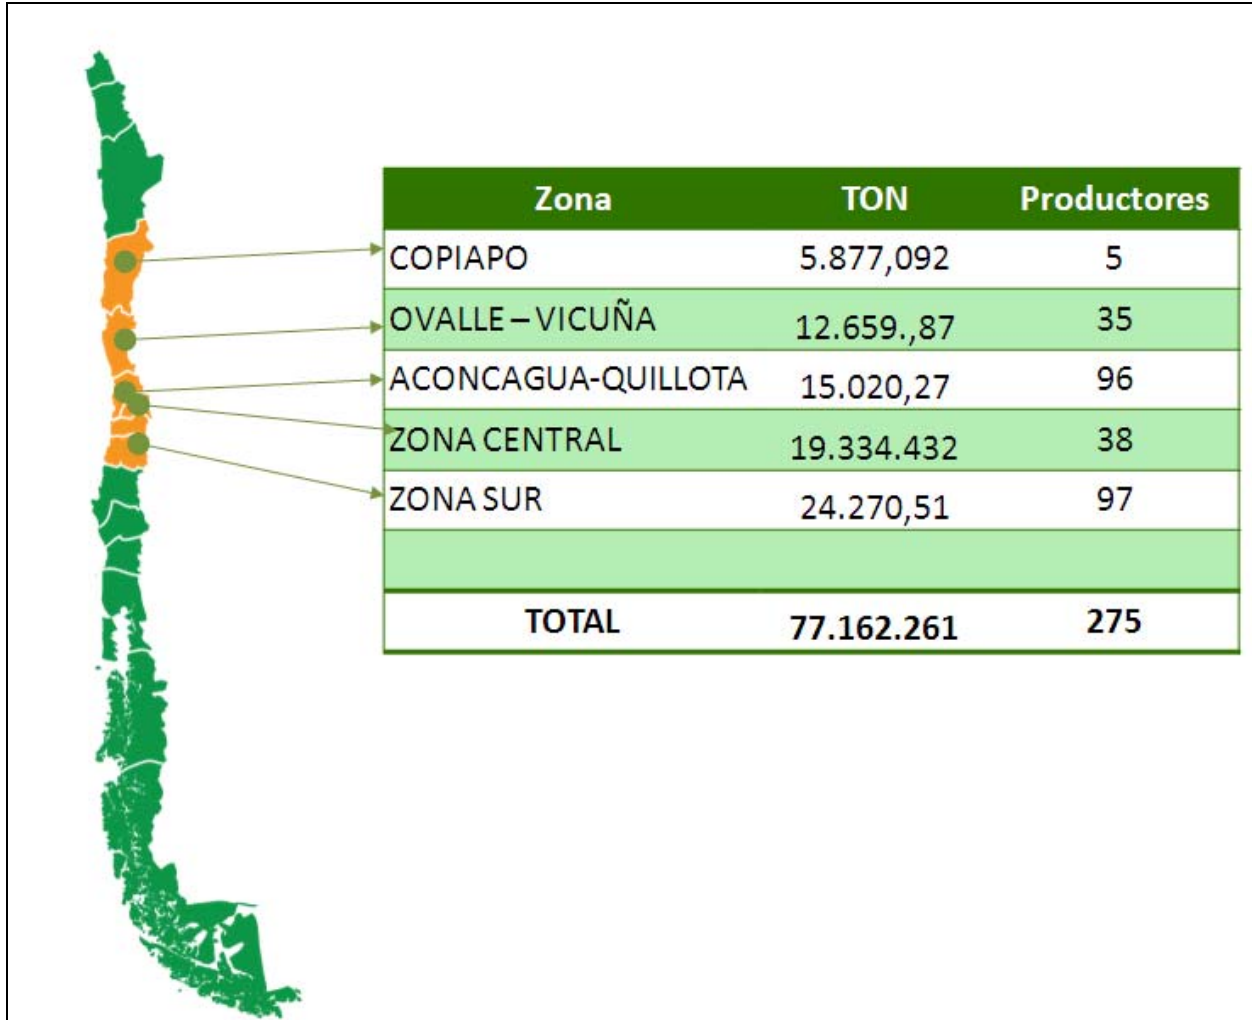 Zona TON Productores
COPIAPO 5.877,092 5
OVALLE – VICUÑA 12.659.,87 35
ACONCAGUA-QUILLOTA 15.020,27 96
ZONA CENTRAL 19.334.432 38
ZONA SUR 24.270,51 97
TOTAL 77.162.261 275